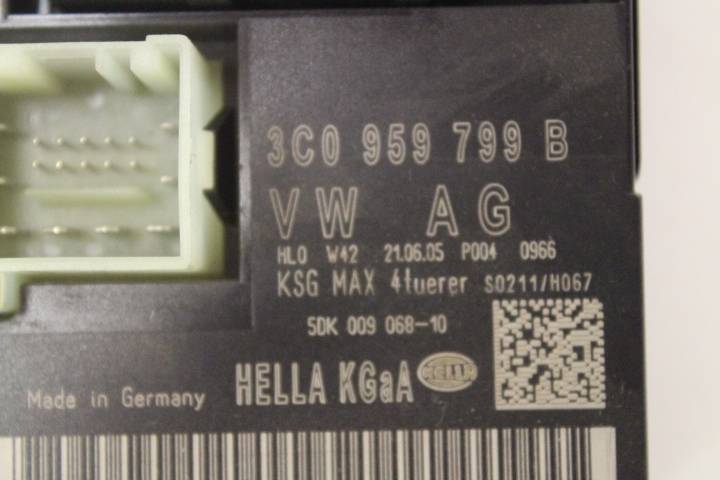 3C0 959 799 B
VW AG
HLO W42 21.06.05 P004 0966
KSG MAX 4tuerer S0211/H067
5DK 009 068-10
HELLA KGaA HELLA
Made in Germany